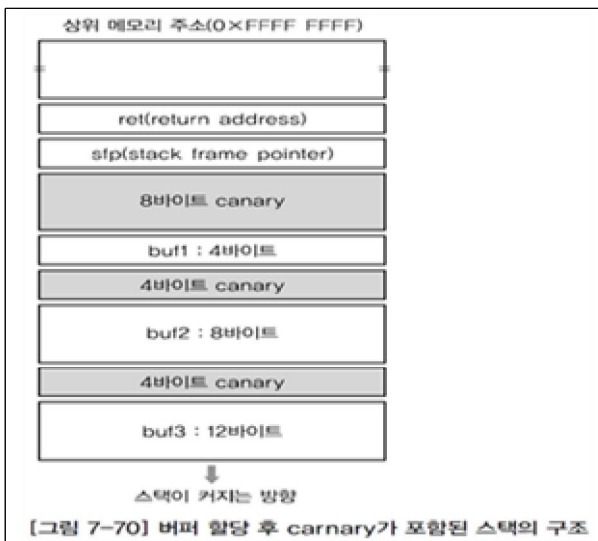 상위 메모리 주소(0×FFFF FFFF)
ret(return address)
sfp(stack frame pointer)
8바이트 canary
buf1 : 4바이트
4바이트 canary
buf2 : 8바이트
4바이트 canary
buf3 : 12바이트
스택이 커지는 방향
[그림 7-70] 버퍼 할당 후 carnary가 포함된 스택의 구조